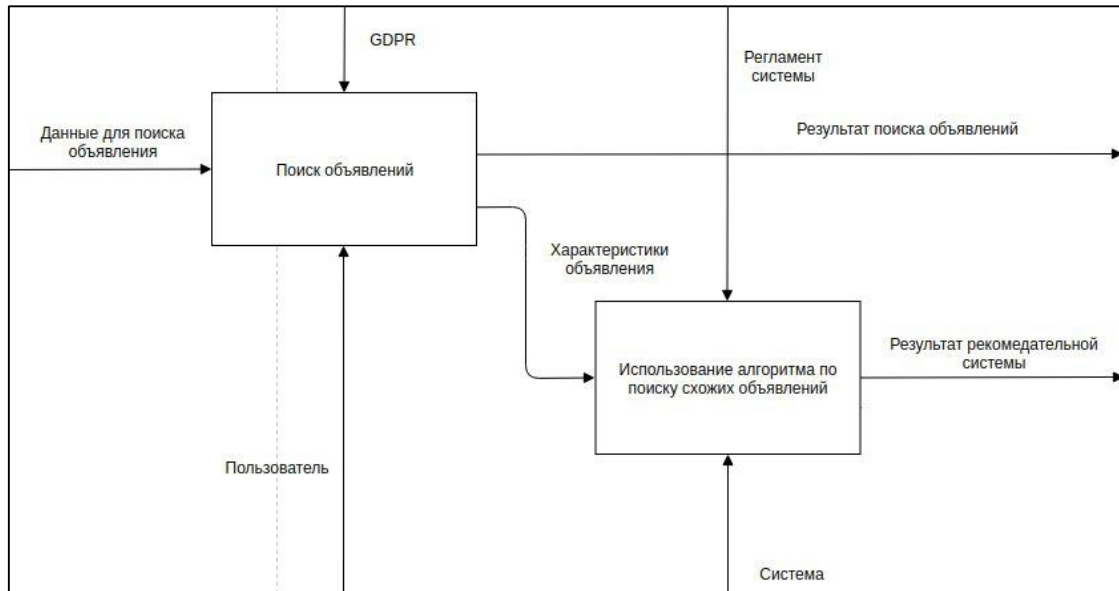 GDPR
Регламент
системы
Данные для поиска
объявления
Результат поиска объявлений
Поиск объявлений
Характеристики
объявления
Результат рекомедательной
системы
Использование алгоритма по
поиску схожих объявлений
Пользователь
Система